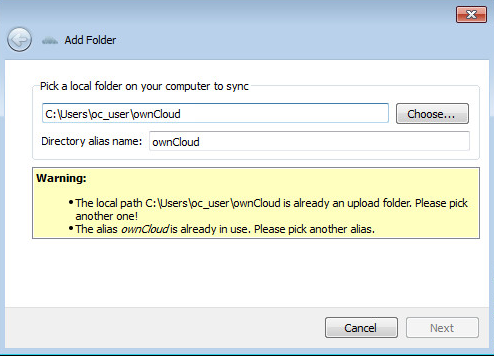 Add Folder
Pick a local folder on your computer to sync
C:\Users\oc_user\ownCloud
Choose...
Directory alias name:
ownCloud
Warning:
• The local path C:\Users\oc_user\ownCloud is already an upload folder. Please pick
another one!
• The alias ownCloud is already in use. Please pick another alias.
Cancel
Next